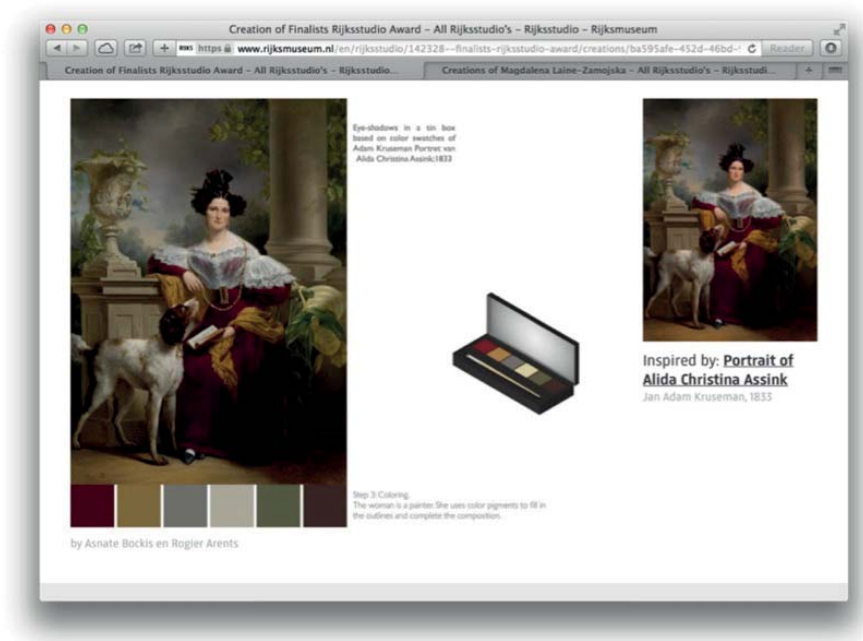 Creation of Finalists Rijksstudio Award – All Rijksstudio's – Rijksstudio – Rijksmuseum
https www.rijksmuseum.nl/en/rijksstudio/142328--finalists-rijksstudio-award/creations/ba595afe-452d-46bd-
Reader
Creation of Finalists Rijksstudio Award – All Rijksstudio's – Rijksstudio...
Creations of Magdalena Laine-Zamojska – All Rijksstudio's – Rijksstudi...
Eye-shadows in a tin box
based on color swatches of
Adam Kruseman Portret van
Alida Christina Assink;1833
Inspired by: Portrait of
Alida Christina Assink
Jan Adam Kruseman, 1833
Step 3: Coloring.
The woman is a painter. She uses color pigments to fill in
the outlines and complete the composition.
by Asnate Bockis en Rogier Arents